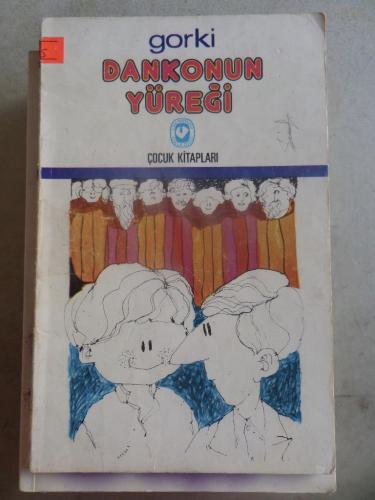 gorki
DANKONUN
YÜREĞİ
ÇOCUK KİTAPLARI